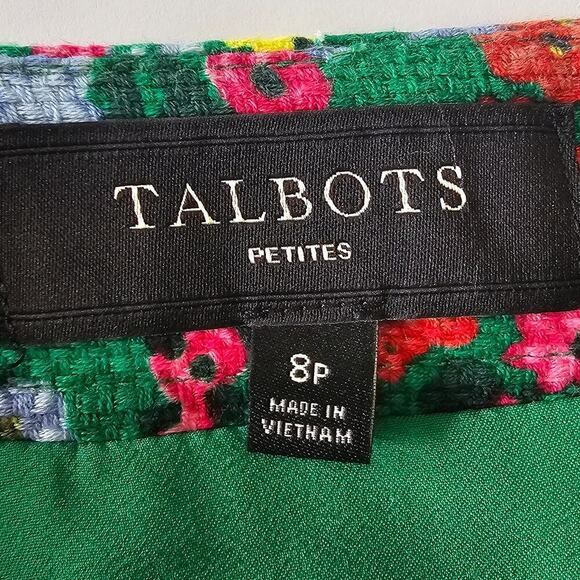 TALBOTS
PETITES
8P
MADE IN
VIETNAM